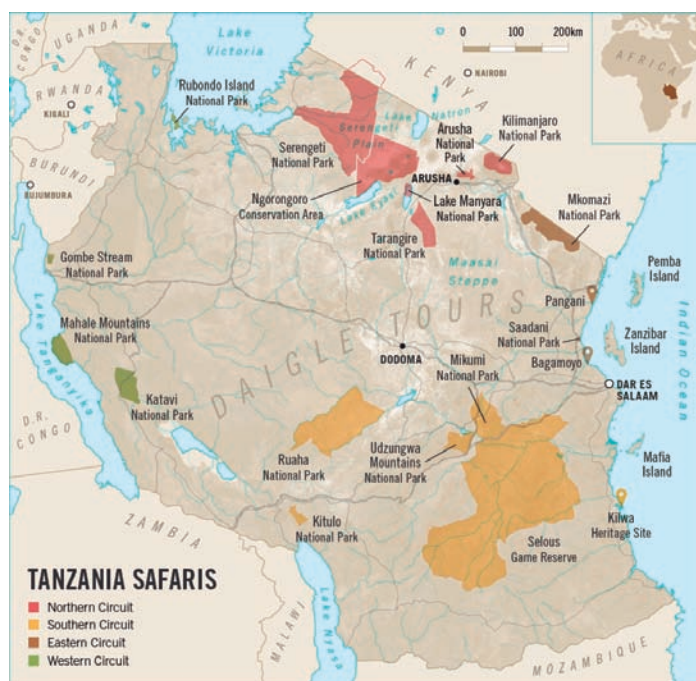 D.R.
CONGO
UGANDA
Lake
Victoria
0
100
200km
KENYA
NAIROBI
AFRICA
RWANDA
KIGALI
Rubondo Island
National Park
Lake Natron
Serengeti
Plain
Arusha
National
Park
Kilimanjaro
National Park
Serengeti
National Park
BURUNDI
BUJUMBURA
ARUSHA
Ngorongoro
Conservation Area
Lake Eyasi
Lake Manyara
National Park
Mkomazi
National Park
Tarangire
National Park
Gombe Stream
National Park
Maasai
Steppe
Pemba
Island
Pangani
Mahale Mountains
National Park
Lake Tanganyika
DAIGLE TOURS
Saadani
National Park
Zanzibar
Island
Indian Ocean
DODOMA
Mikumi
National Park
Bagamoyo
DAR ES
SALAAM
Katavi
National Park
D.R.
CONGO
Ruaha
National Park
Udzungwa
Mountains
National Park
Mafia
Island
ZAMBIA
Kitulo
National Park
Selous
Game Reserve
Kilwa
Heritage Site
TANZANIA SAFARIS
Northern Circuit
Southern Circuit
Eastern Circuit
Western Circuit
MALAWI
Lake Nyasa
MOZAMBIQUE